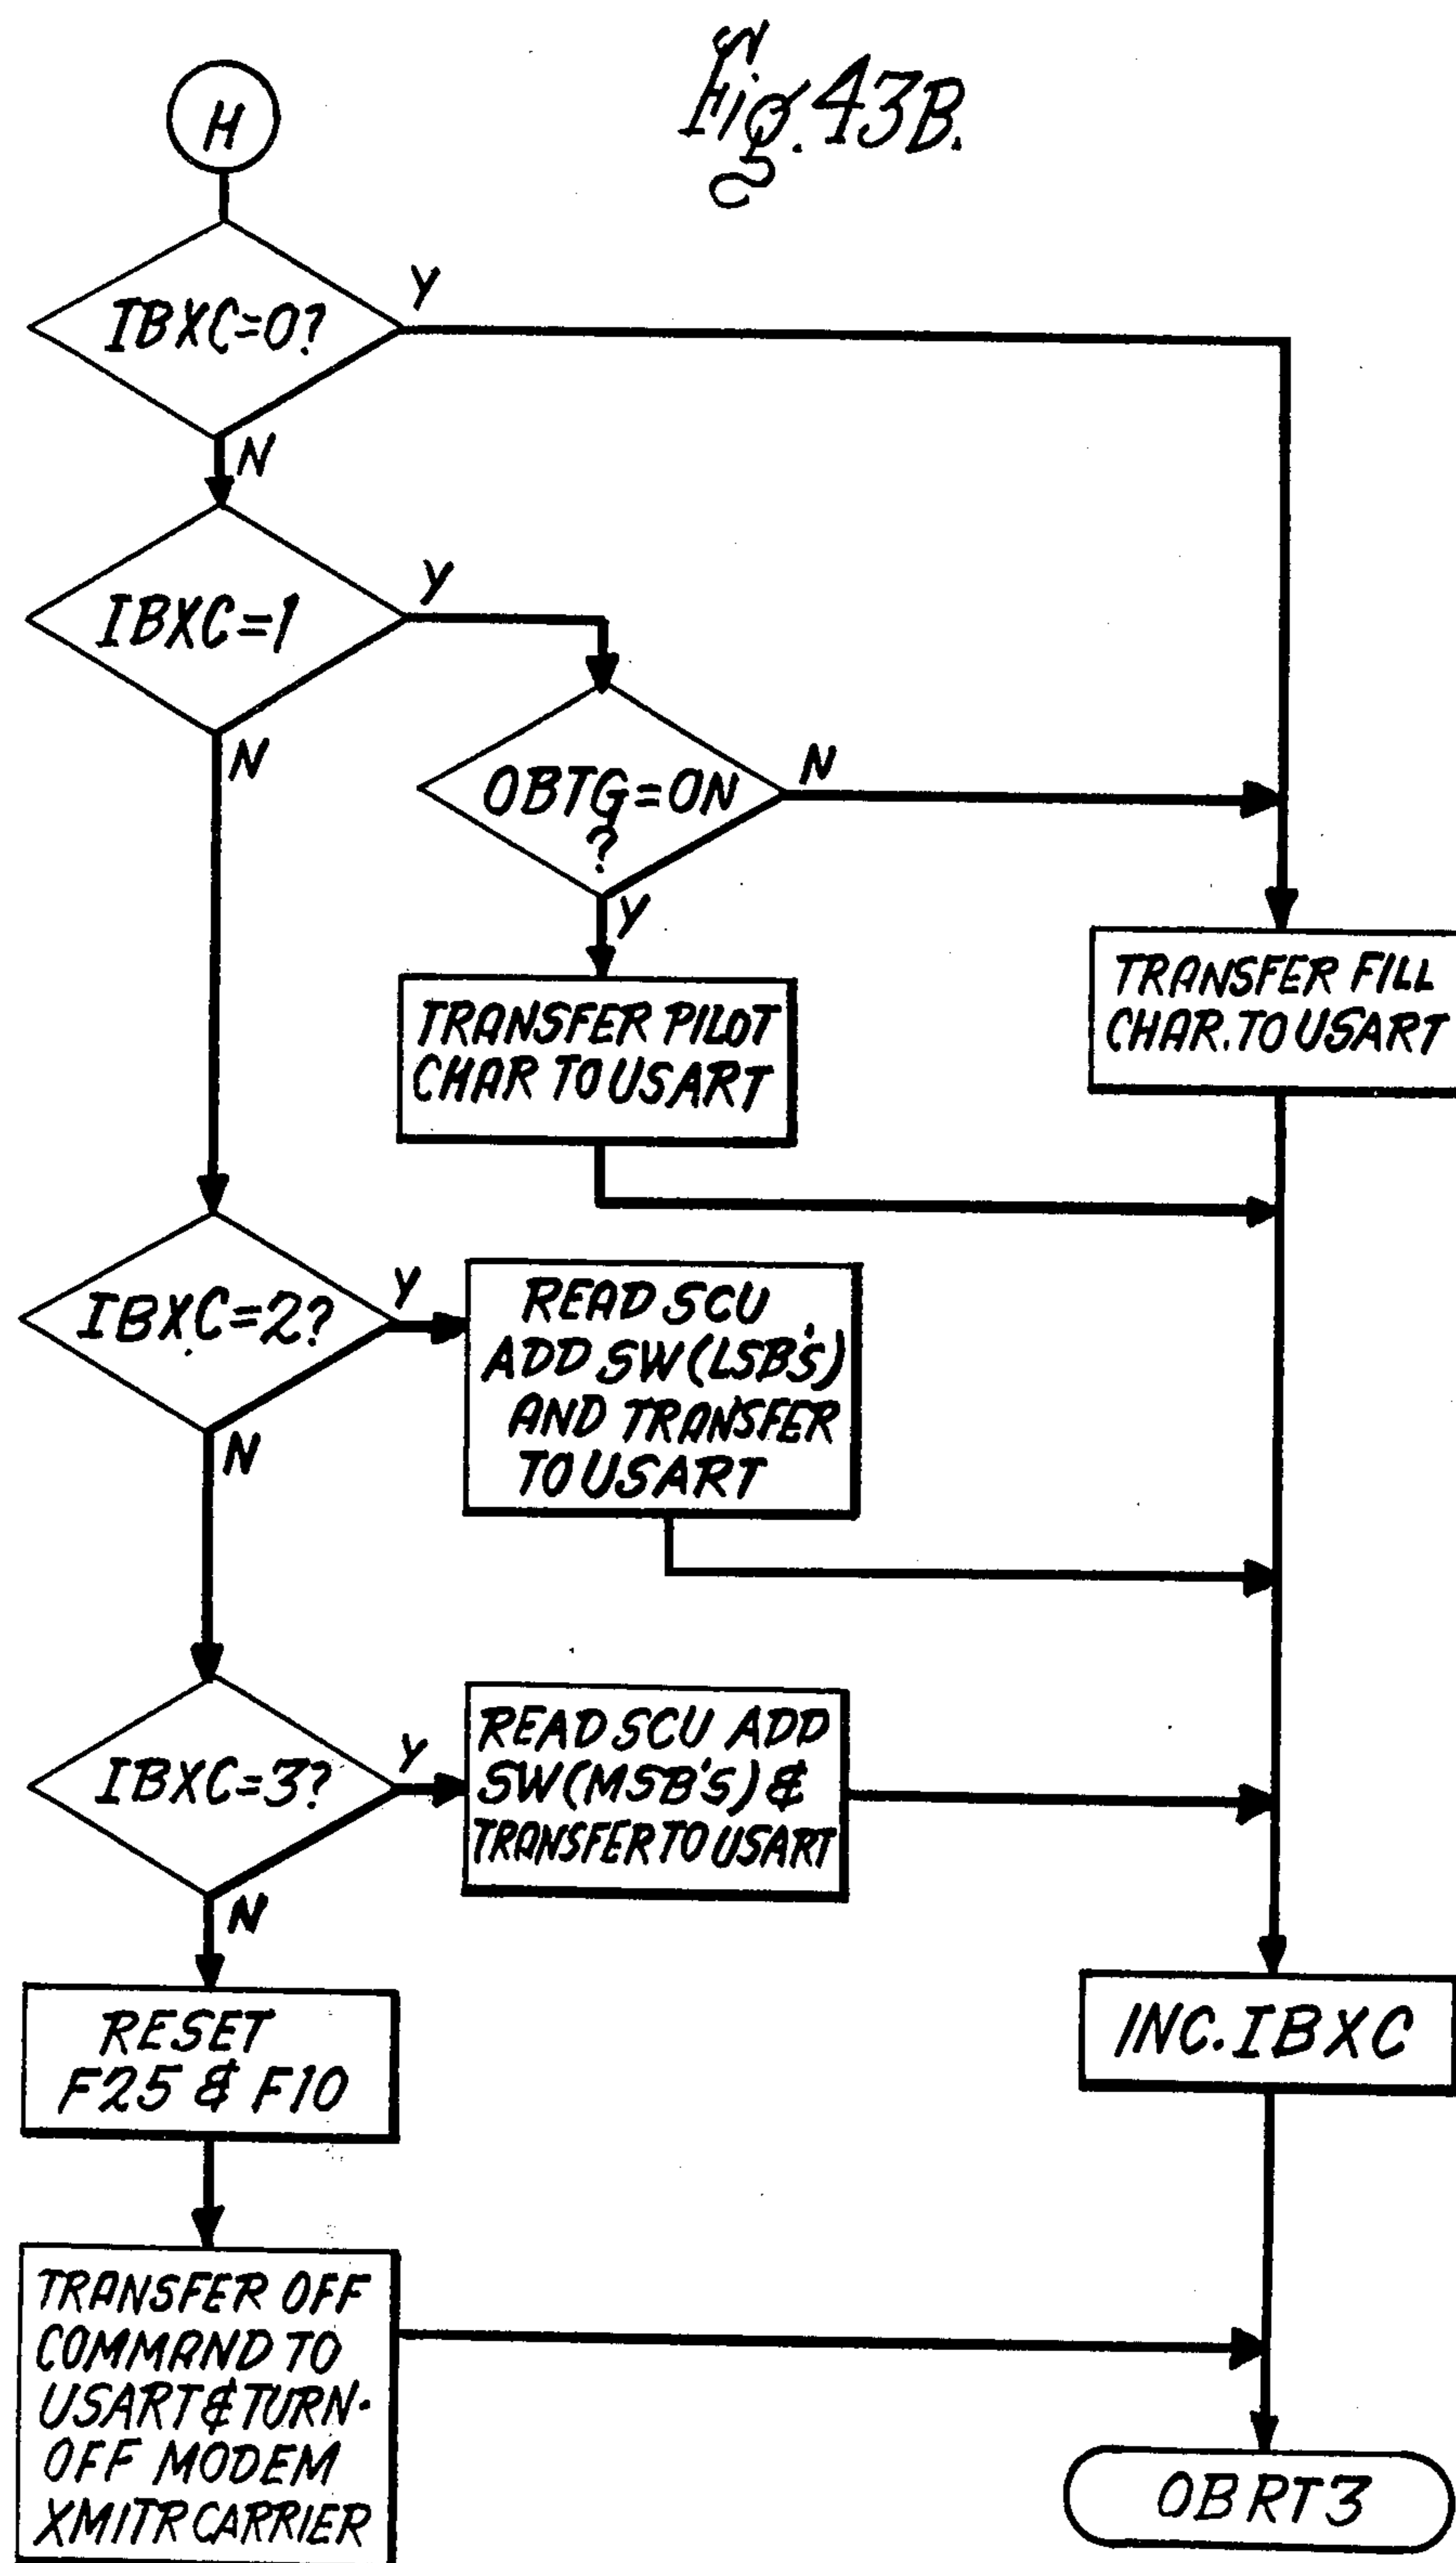 Fig. 43B.
H
IBXC=0?
Y
N
IBXC=1
Y
N
OBTG=ON
?
N
Y
TRANSFER PILOT
CHAR TO USART
TRANSFER FILL
CHAR. TO USART
IBXC=2?
Y
N
READ SCU
ADD SW(LSB'S)
AND TRANSFER
TO USART
IBXC=3?
Y
N
READ SCU ADD
SW(MSB'S) &
TRANSFER TO USART
RESET
F25 & F10
INC. IBXC
TRANSFER OFF
COMMAND TO
USART & TURN-
OFF MODEM
XMITR CARRIER
OBRT3